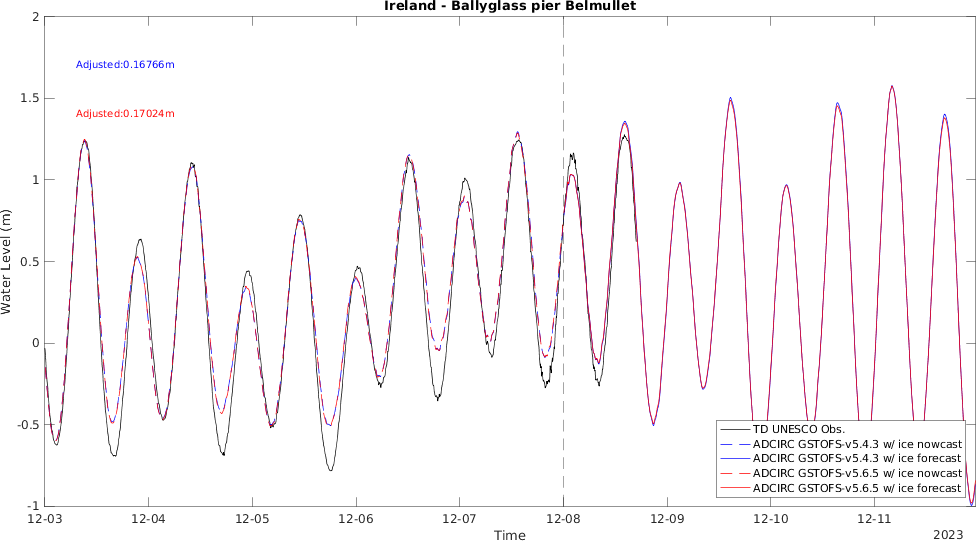 Ireland - Ballyglass pier Belmullet
2
Adjusted:0.16766m
1.5
Adjusted:0.17024m
1
0.5
0
-0.5
-1
Water Level (m)
TD UNESCO Obs.
ADCIRC GSTOFS-v5.4.3 w/ ice nowcast
ADCIRC GSTOFS-v5.4.3 w/ ice forecast
ADCIRC GSTOFS-v5.6.5 w/ ice nowcast
ADCIRC GSTOFS-v5.6.5 w/ ice forecast
12-03 12-04 12-05 12-06 12-07 12-08 12-09 12-10 12-11
Time
2023